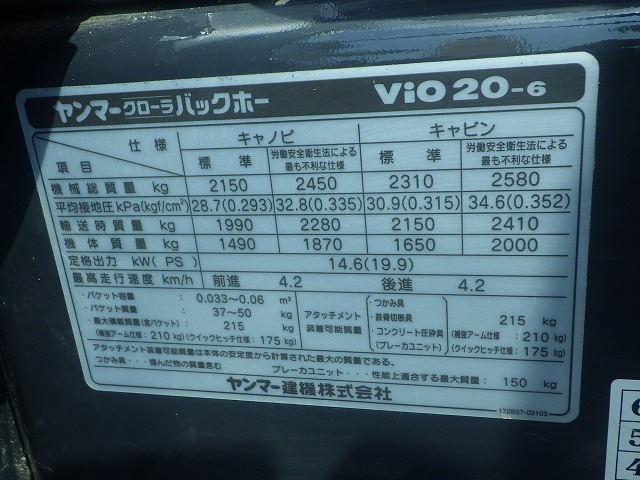 ヤンマークローラバックホー ViO 20-6
仕様 キャノピ キャビン
項目 標準 労働安全衛生法による最も不利な仕様 標準 労働安全衛生法による最も不利な仕様
機械総質量 kg 2150 2450 2310 2580
平均接地圧 kPa(kgf/cm²) 28.7(0.293) 32.8(0.335) 30.9(0.315) 34.6(0.352)
輸送時質量 kg 1990 2280 2150 2410
機体質量 kg 1490 1870 1650 2000
定格出力 kW(PS) 14.6(19.9)
最高走行速度 km/h 前進 4.2 後進 4.2
・バケット容量 : 0.033～0.06 m³
・バケット質量 : 37～50 kg
・最大積載質量(含バケット) : 215 kg
(補強アーム仕様:210 kg)(クイックヒッチ仕様:175 kg)
アタッチメント装着可能質量
・つかみ具
・鉄骨切断具
・コンクリート圧砕具
(ブレーカユニット)
215 kg
(補強アーム仕様:210 kg)
(クイックヒッチ仕様:175 kg)
アタッチメント装着可能質量は本体の安定度から計算された最大の質量である。
つかみ具・・・掴んだ物の質量含む ブレーカユニット・・・性能上適合する最大質量: 150 kg
ヤンマー建機株式会社
172B57-03103
6
5
4